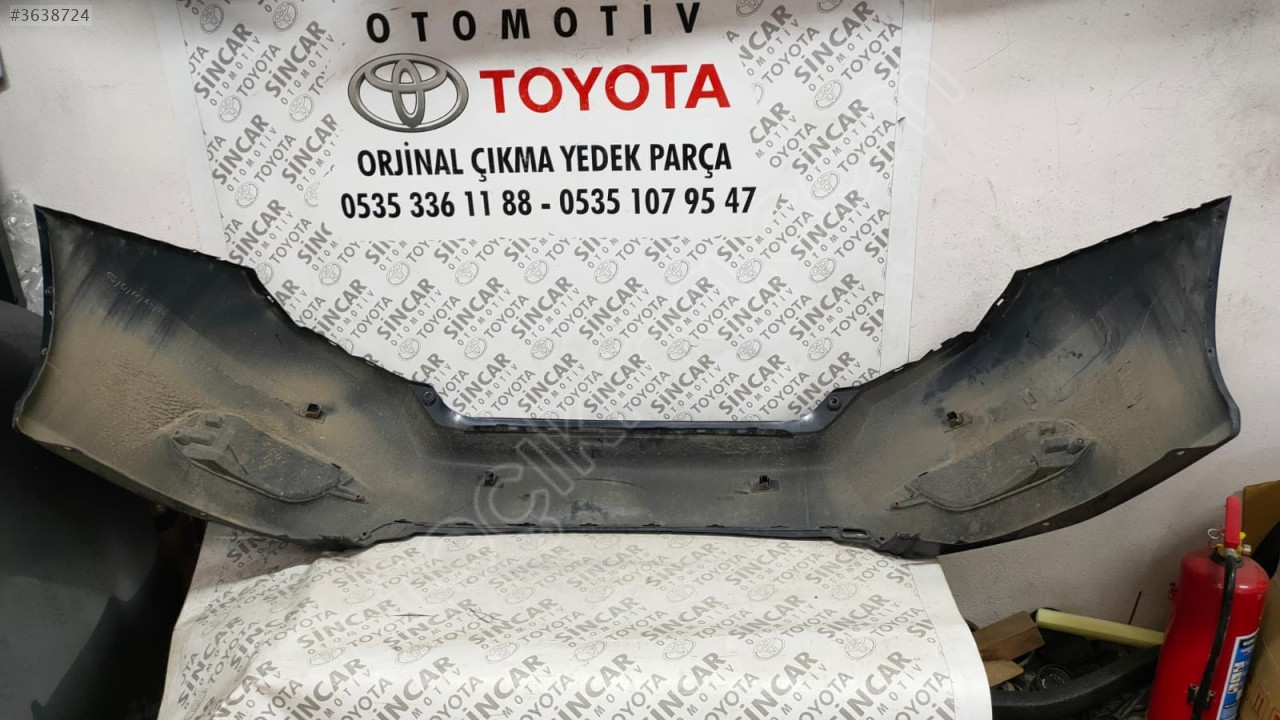 #3638724
OTOMOTİV
TOYOTA
ORJİNAL ÇIKMA YEDEK PARÇA
0535 336 11 88 - 0535 107 95 47
SİNCAR
OTOMOTİV
TOYOTA